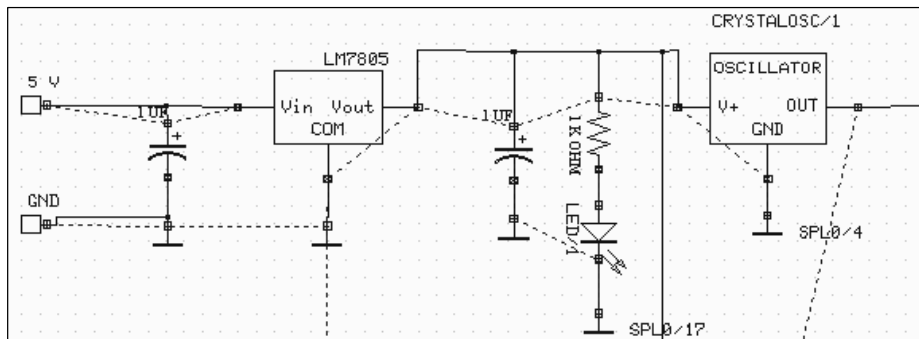 CRYSTALOSC/1
LM7805
5 V
OSCILLATOR
1UF
Vin Vout
1UF
V+ OUT
COM
+
+
GND
1K OHM
GND
LED/1
SPL0/4
SPL0/17